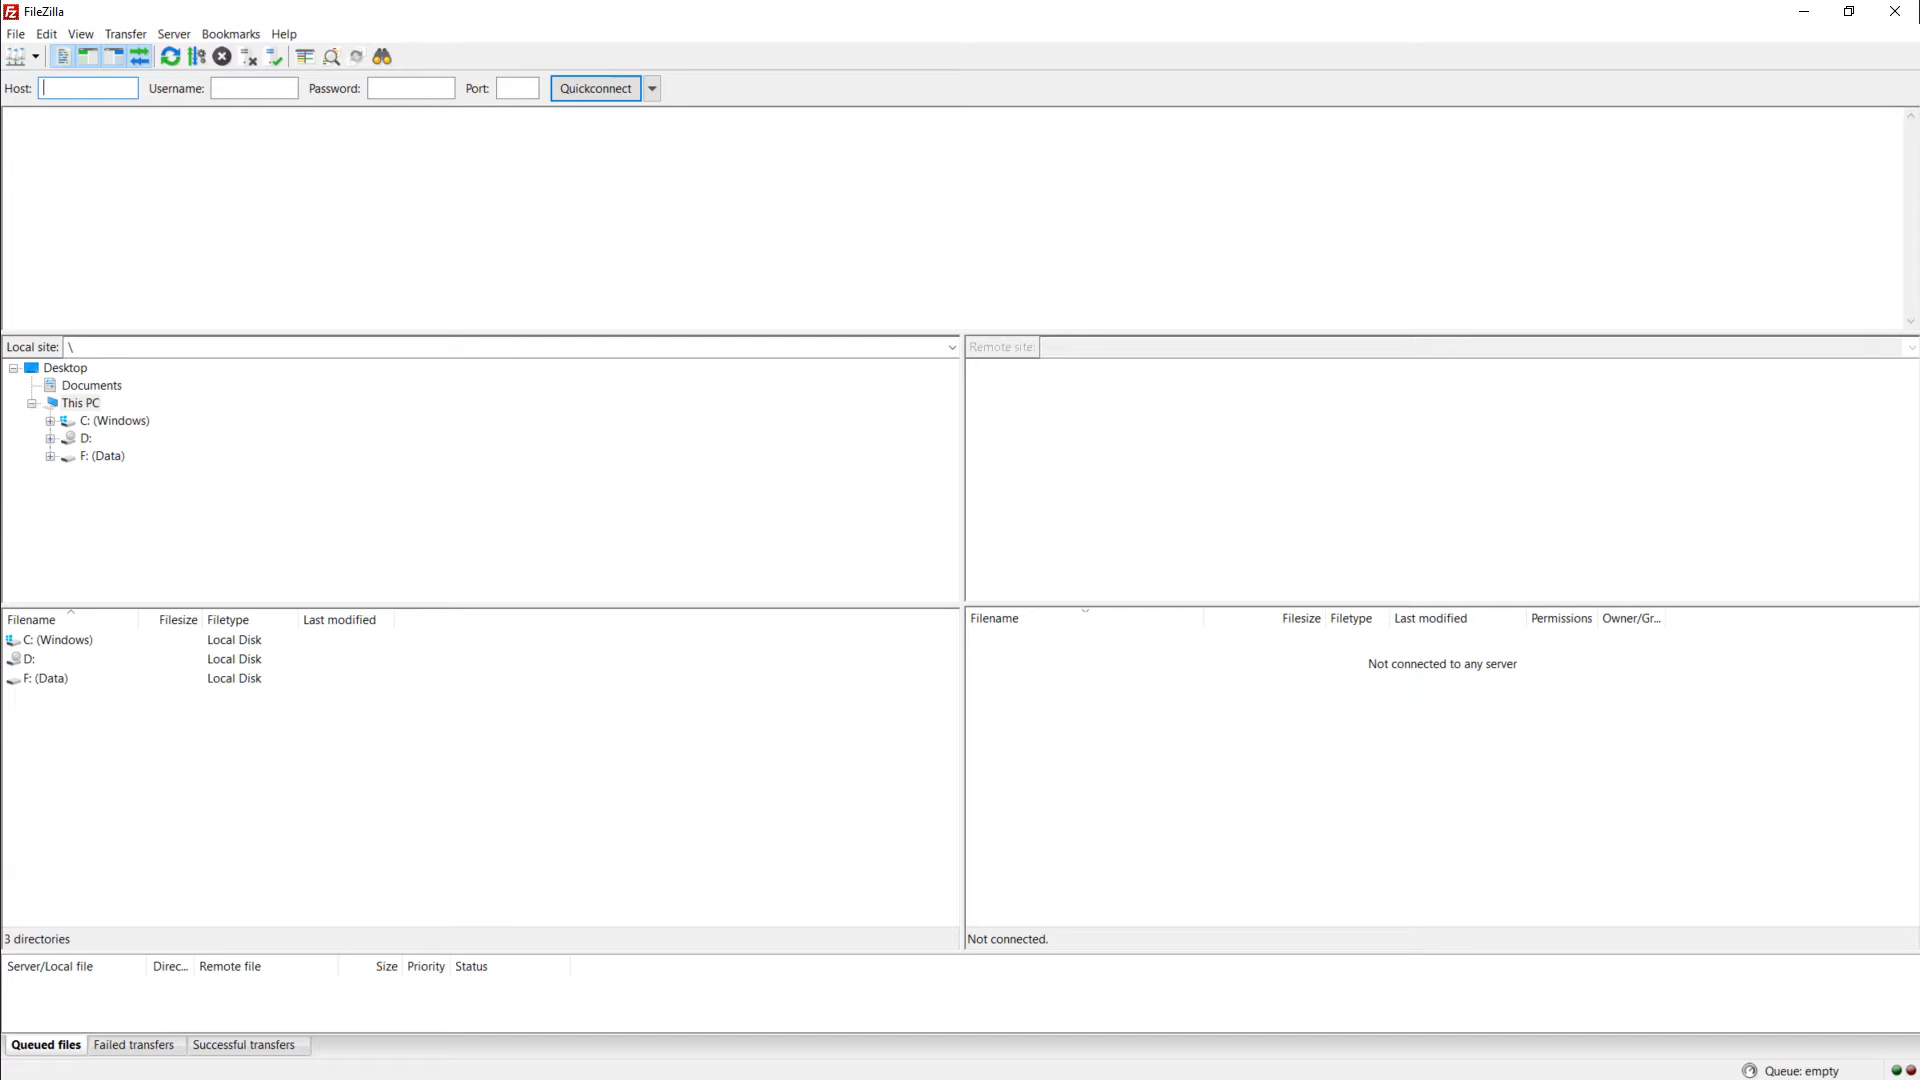 FileZilla
File Edit View Transfer Server Bookmarks Help
Host: Username: Password: Port: Quickconnect
Local site: \
Remote site:
Desktop
Documents
This PC
C: (Windows)
D:
F: (Data)
Filename Filesize Filetype Last modified
C: (Windows) Local Disk
D: Local Disk
F: (Data) Local Disk
3 directories
Filename Filesize Filetype Last modified Permissions Owner/Gr...
Not connected to any server
Not connected.
Server/Local file Direc... Remote file Size Priority Status
Queued files Failed transfers Successful transfers
Queue: empty